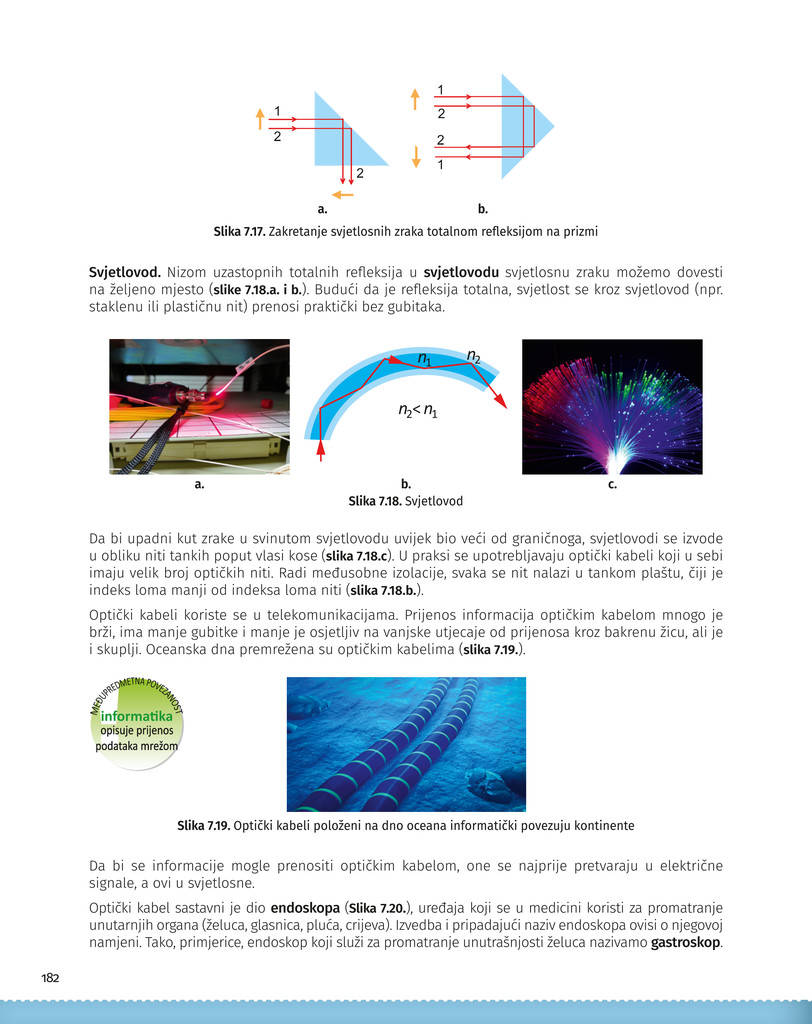 1
2
2
1
2
2
1
a.
b.
Slika 7.17. Zakretanje svjetlosnih zraka totalnom refleksijom na prizmi
Svjetlovod. Nizom uzastopnih totalnih refleksija u svjetlovodu svjetlosnu zraku možemo dovesti
na željeno mjesto (slike 7.18.a. i b.). Budući da je refleksija totalna, svjetlost se kroz svjetlovod (npr.
staklenu ili plastičnu nit) prenosi praktički bez gubitaka.
n1
n2
n2< n1
a.
b.
c.
Slika 7.18. Svjetlovod
Da bi upadni kut zrake u svinutom svjetlovodu uvijek bio veći od graničnoga, svjetlovodi se izvode
u obliku niti tankih poput vlasi kose (slika 7.18.c). U praksi se upotrebljavaju optički kabeli koji u sebi
imaju velik broj optičkih niti. Radi međusobne izolacije, svaka se nit nalazi u tankom plaštu, čiji je
indeks loma manji od indeksa loma niti (slika 7.18.b.).
Optički kabeli koriste se u telekomunikacijama. Prijenos informacija optičkim kabelom mnogo je
brži, ima manje gubitke i manje je osjetljiv na vanjske utjecaje od prijenosa kroz bakrenu žicu, ali je
i skuplji. Oceanska dna premrežena su optičkim kabelima (slika 7.19.).
MEĐUPREDMETNA POVEZANOST
informatika
opisuje prijenos
podataka mrežom
Slika 7.19. Optički kabeli položeni na dno oceana informatički povezuju kontinente
Da bi se informacije mogle prenositi optičkim kabelom, one se najprije pretvaraju u električne
signale, a ovi u svjetlosne.
Optički kabel sastavni je dio endoskopa (Slika 7.20.), uređaja koji se u medicini koristi za promatranje
unutarnjih organa (želuca, glasnica, pluća, crijeva). Izvedba i pripadajući naziv endoskopa ovisi o njegovoj
namjeni. Tako, primjerice, endoskop koji služi za promatranje unutrašnjosti želuca nazivamo gastroskop.
182